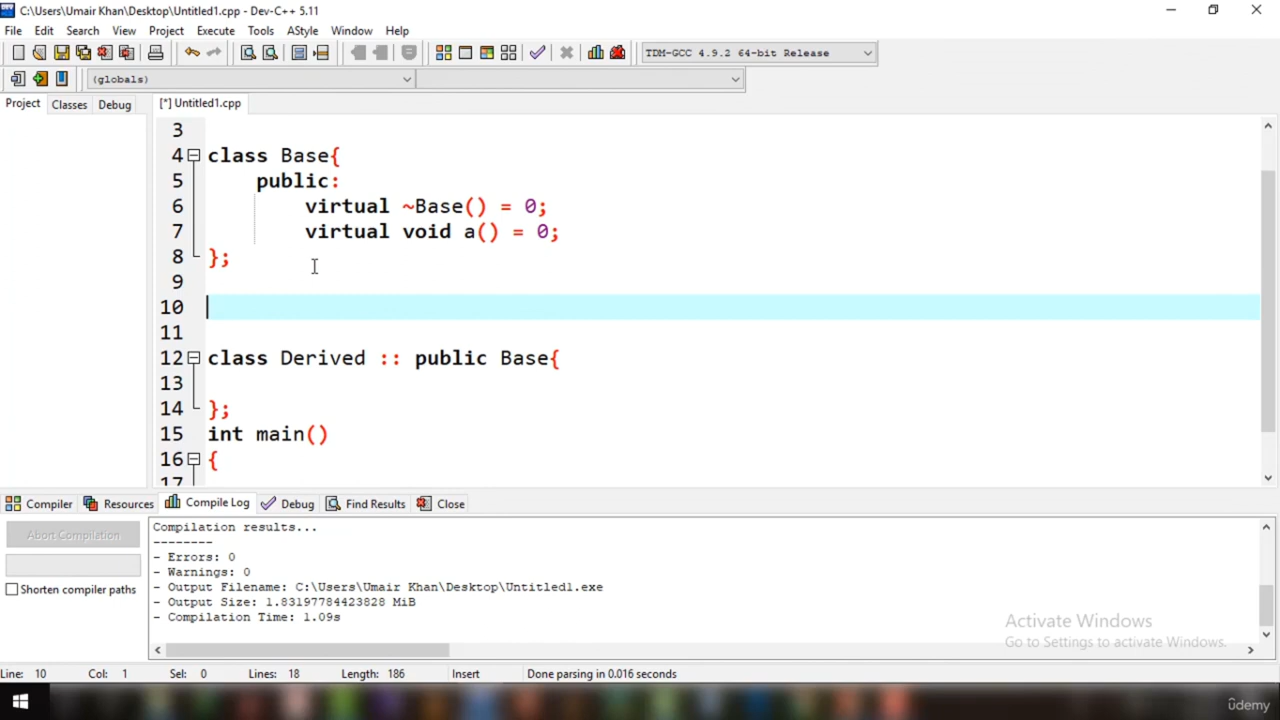 C:\Users\Umair Khan\Desktop\Untitled1.cpp - Dev-C++ 5.11
File Edit Search View Project Execute Tools AStyle Window Help
TDM-GCC 4.9.2 64-bit Release
(globals)
Project Classes Debug [*] Untitled1.cpp
3
4 class Base{
5 public:
6 virtual ~Base() = 0;
7 virtual void a() = 0;
8 };
9
10
11
12 class Derived :: public Base{
13
14 };
15 int main()
16 {
17
Compiler Resources Compile Log Debug Find Results Close
Abort Compilation
Shorten compiler paths
Compilation results...
--------
- Errors: 0
- Warnings: 0
- Output Filename: C:\Users\Umair Khan\Desktop\Untitled1.exe
- Output Size: 1.83197784423828 MiB
- Compilation Time: 1.09s
Activate Windows
Go to Settings to activate Windows.
Line: 10 Col: 1 Sel: 0 Lines: 18 Length: 186 Insert Done parsing in 0.016 seconds
ûdemy